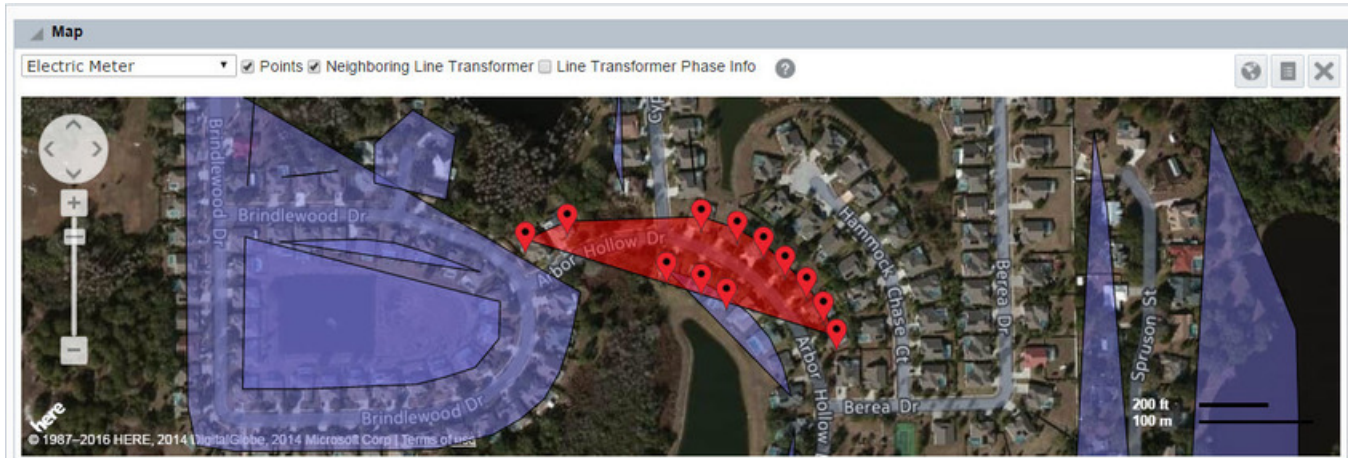 Map
Electric Meter
Points
Neighboring Line Transformer
Line Transformer Phase Info
?
Brindlewood Dr
Brindlewood Dr
Brindlewood Dr
Arbor Hollow Dr
Hammock Chase Ct
Berea Dr
Arbor Hollow
Berea Dr
Spruson St
200 ft
100 m
here
© 1987–2016 HERE, 2014 DigitalGlobe, 2014 Microsoft Corp | Terms of use